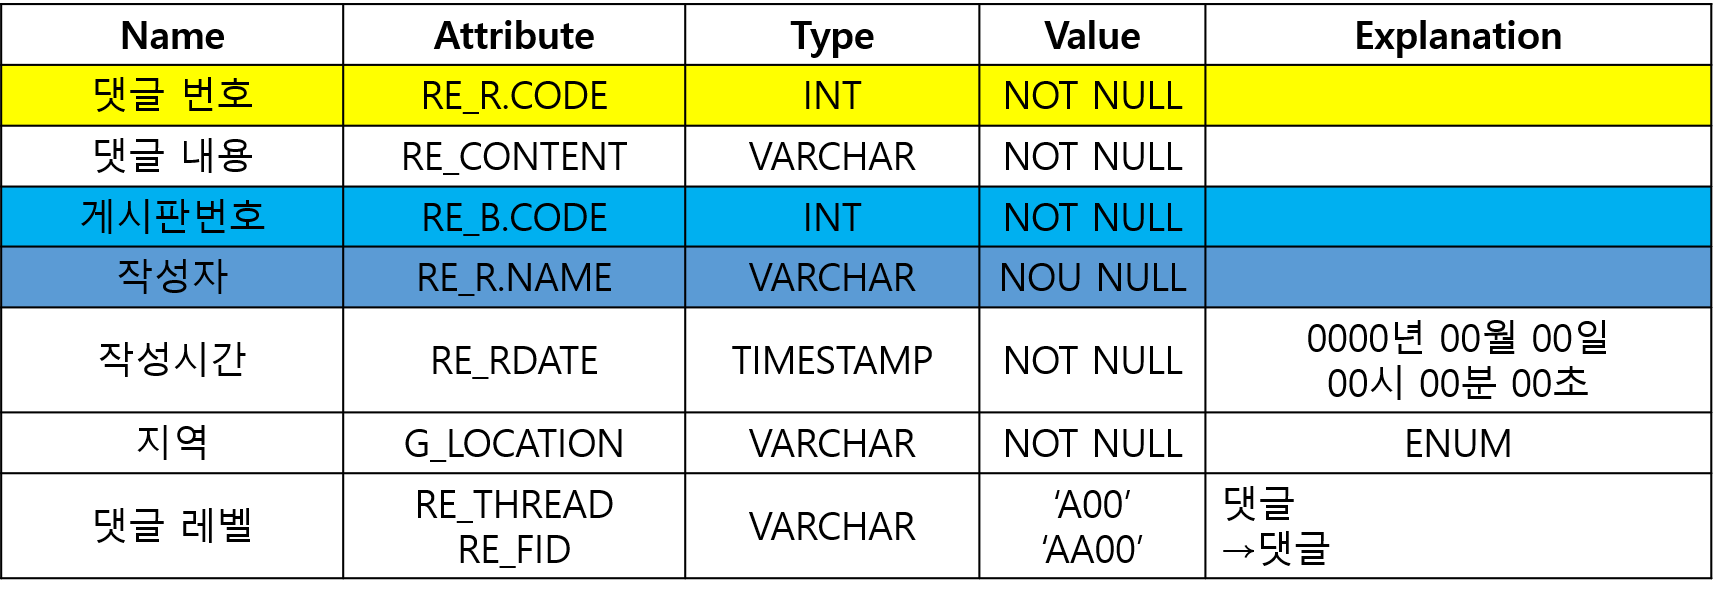 Name Attribute Type Value Explanation
댓글 번호 RE_R.CODE INT NOT NULL
댓글 내용 RE_CONTENT VARCHAR NOT NULL
게시판번호 RE_B.CODE INT NOT NULL
작성자 RE_R.NAME VARCHAR NOU NULL
작성시간 RE_RDATE TIMESTAMP NOT NULL 0000년 00월 00일
00시 00분 00초
지역 G_LOCATION VARCHAR NOT NULL ENUM
댓글 레벨 RE_THREAD
RE_FID VARCHAR ‘A00’
‘AA00’ 댓글
→댓글